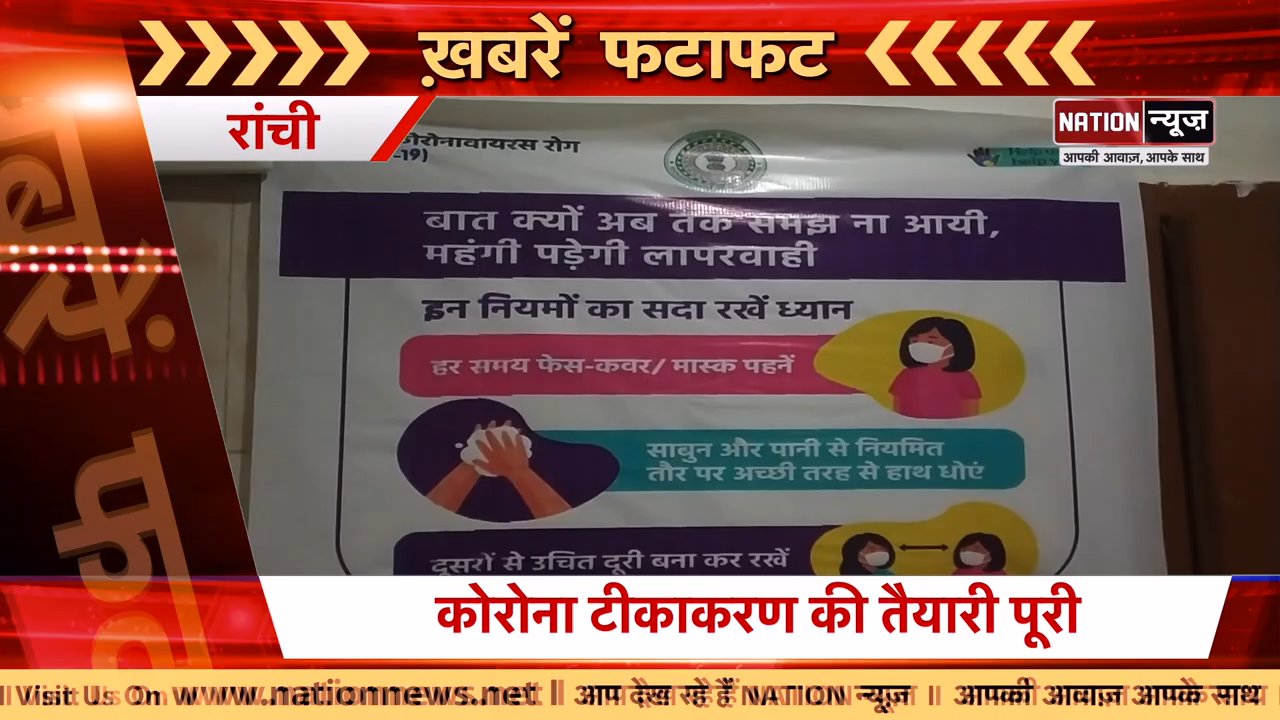 ख़बरें फटाफट
रांची
NATION न्यूज़
आपकी आवाज़, आपके साथ
कोरोनावायरस रोग
-19)
बात क्यों अब तक समझ ना आयी,
महंगी पड़ेगी लापरवाही
इन नियमों का सदा रखें ध्यान
हर समय फेस-कवर/ मास्क पहनें
साबुन और पानी से नियमित
तौर पर अच्छी तरह से हाथ धोएं
दूसरों से उचित दूरी बना कर रखें
कोरोना टीकाकरण की तैयारी पूरी
॥ Visit Us On www.nationnews.net ॥ आप देख रहे हैं NATION न्यूज़ ॥ आपकी आवाज़ आपके साथ ॥